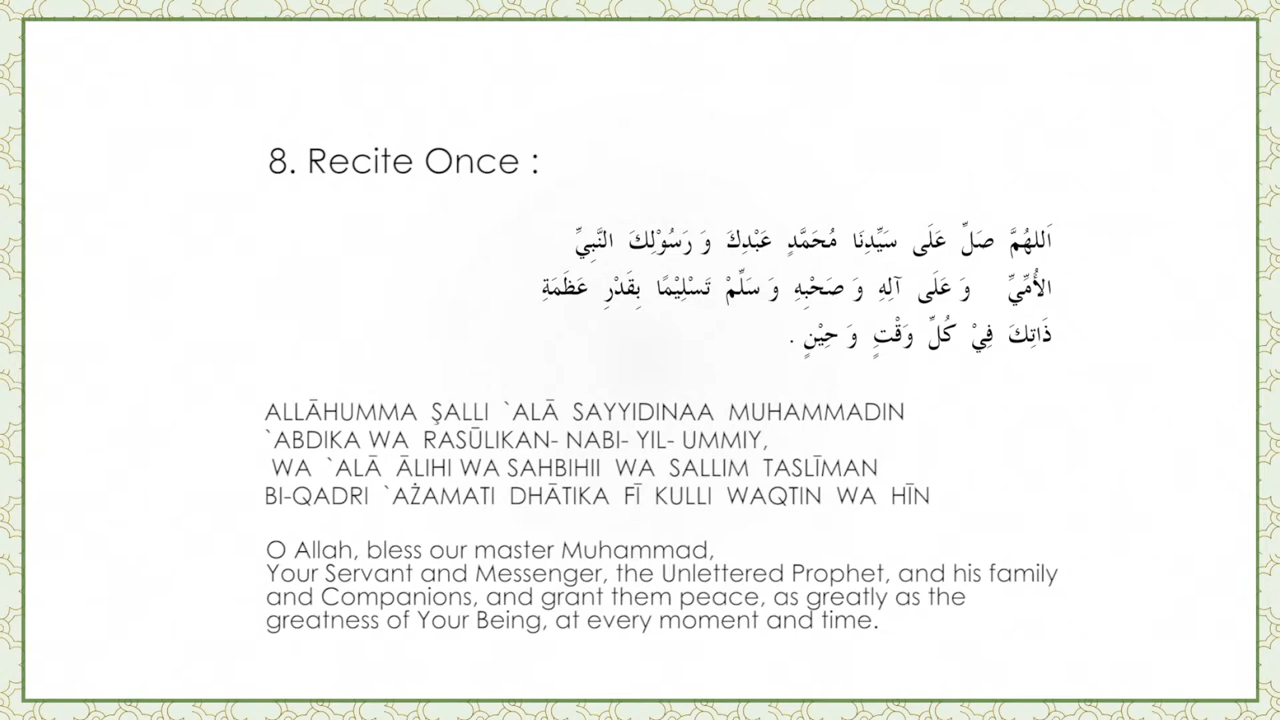 8. Recite Once :
اَللهُمَّ صَلِّ عَلَى سَيِّدِنَا مُحَمَّدٍ عَبْدِكَ وَ رَسُوْلِكَ النَّبِيِّ
الأُمِّيِّ وَ عَلَى آلِهِ وَ صَحْبِهِ وَ سَلِّمْ تَسْلِيْمًا بِقَدْرِ عَظَمَةِ
ذَاتِكَ فِيْ كُلِّ وَقْتٍ وَ حِيْنٍ .
ALLĀHUMMA ŞALLI `ALĀ SAYYIDINAA MUHAMMADIN
`ABDIKA WA RASŪLIKAN- NABI- YIL- UMMIY,
WA `ALĀ ĀLIHI WA SAHBIHII WA SALLIM TASLĪMAN
BI-QADRI `AŻAMATI DHĀTIKA FĪ KULLI WAQTIN WA HĪN
O Allah, bless our master Muhammad,
Your Servant and Messenger, the Unlettered Prophet, and his family
and Companions, and grant them peace, as greatly as the
greatness of Your Being, at every moment and time.